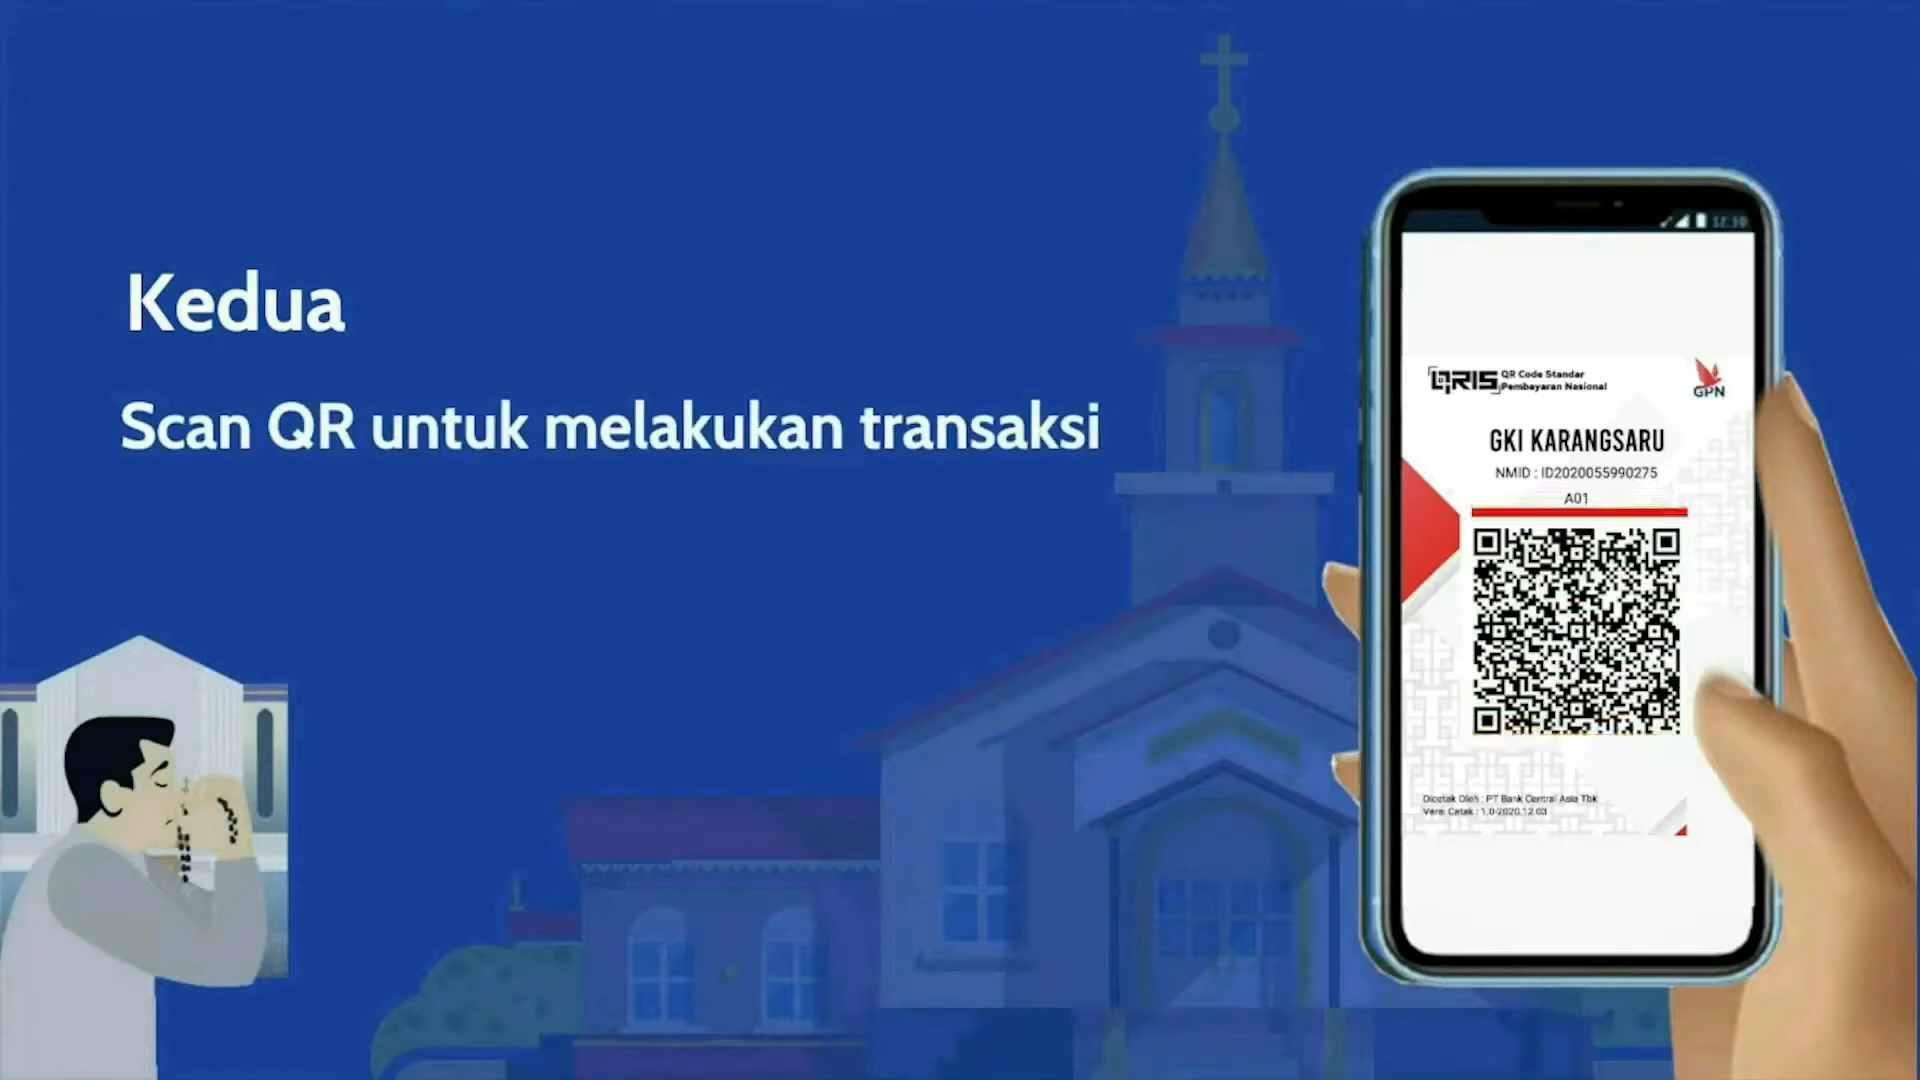 Kedua
Scan QR untuk melakukan transaksi
QRIS
QR Code Standar
Pembayaran Nasional
GPN
GKI KARANGSARU
NMID : ID2020055990275
A01
Dicetak Oleh : PT Bank Central Asia Tbk
Versi Cetak : 1.0-2020.12.03